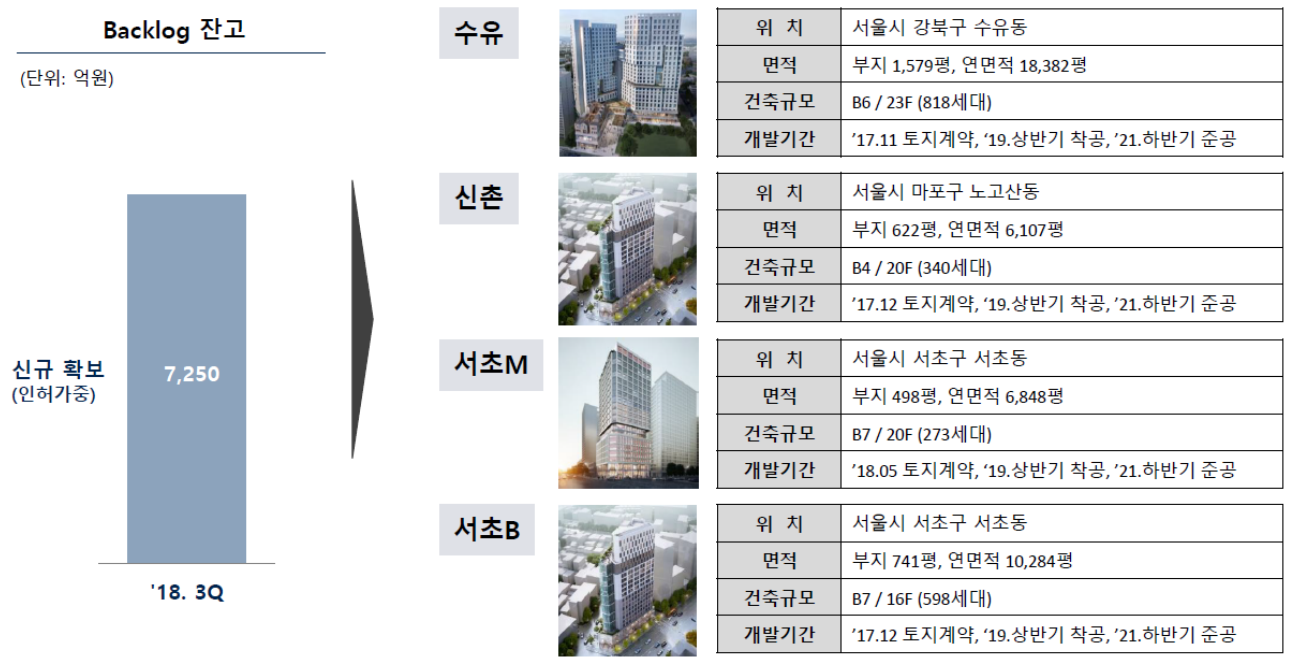 Backlog 잔고
(단위: 억원)
신규 확보
(인허가중)
7,250
'18. 3Q
수유
위 치 서울시 강북구 수유동
면적 부지 1,579평, 연면적 18,382평
건축규모 B6 / 23F (818세대)
개발기간 '17.11 토지계약, ‘19.상반기 착공, ’21.하반기 준공
신촌
위 치 서울시 마포구 노고산동
면적 부지 622평, 연면적 6,107평
건축규모 B4 / 20F (340세대)
개발기간 '17.12 토지계약, ‘19.상반기 착공, ’21.하반기 준공
서초M
위 치 서울시 서초구 서초동
면적 부지 498평, 연면적 6,848평
건축규모 B7 / 20F (273세대)
개발기간 '18.05 토지계약, ‘19.상반기 착공, ’21.하반기 준공
서초B
위 치 서울시 서초구 서초동
면적 부지 741평, 연면적 10,284평
건축규모 B7 / 16F (598세대)
개발기간 '17.12 토지계약, ‘19.상반기 착공, ’21.하반기 준공